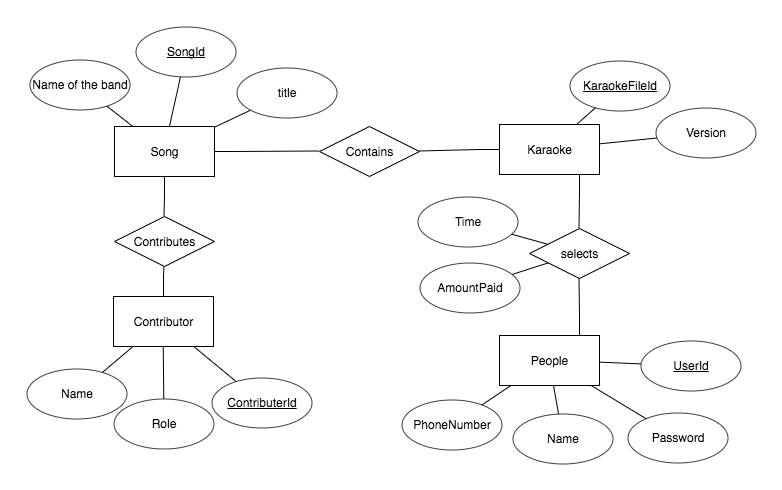 SongId
Name of the band
title
KaraokeFileId
Version
Song
Contains
Karaoke
Time
Contributes
selects
AmountPaid
Contributor
People
UserId
Name
ContributerId
Role
PhoneNumber
Name
Password